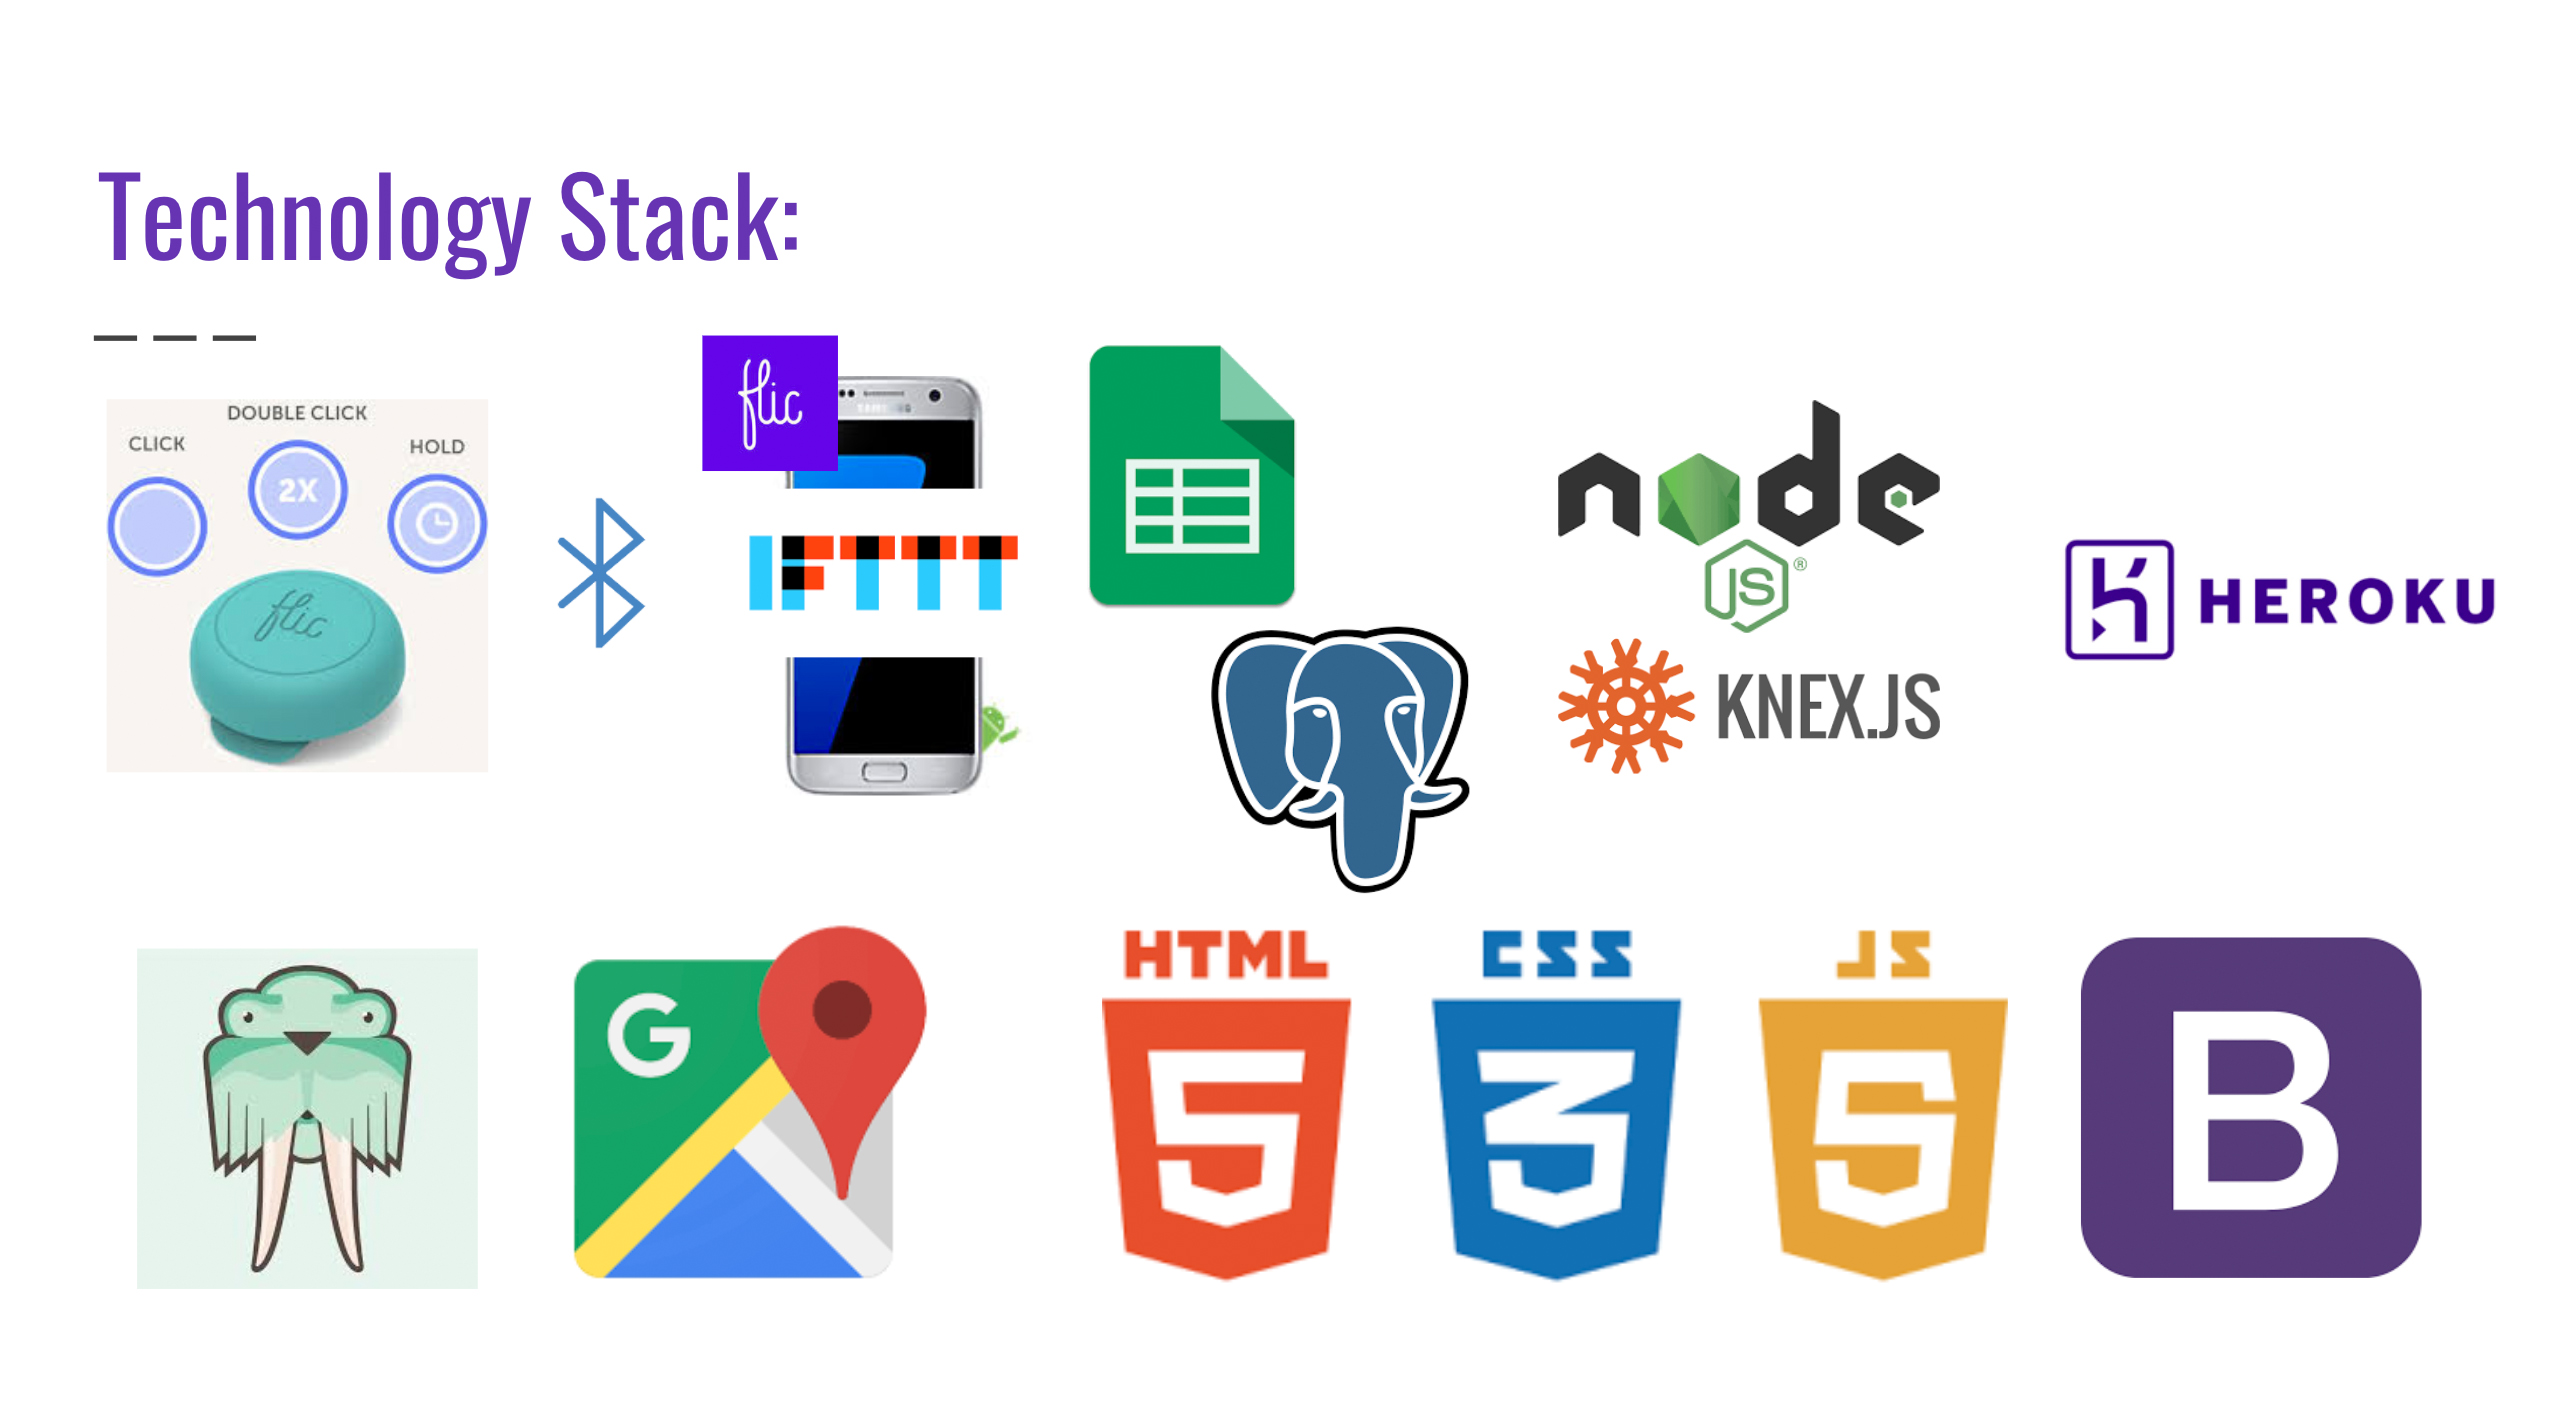 Technology Stack:
DOUBLE CLICK
CLICK
HOLD
2X
flic
flic
SAMSUNG
IFTTT
node
JS®
KNEX.JS
HEROKU
G
HTML
5
CSS
3
JS
5
B